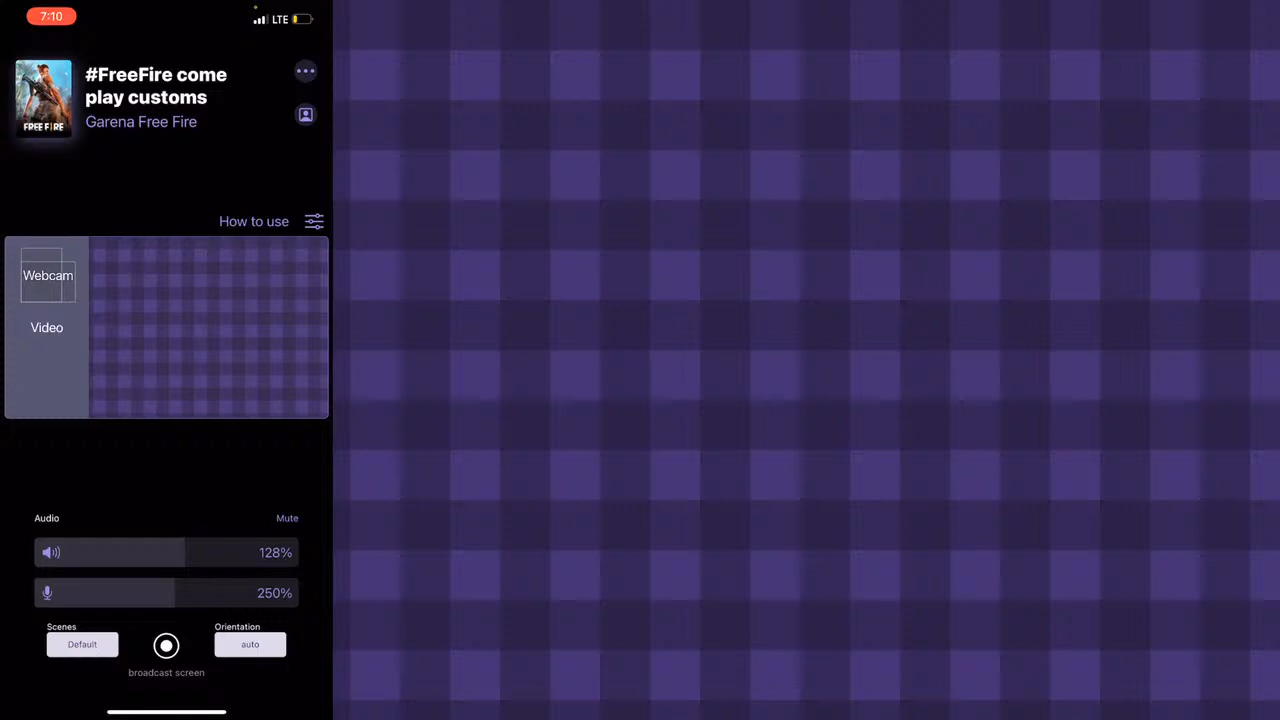 7:10
LTE
#FreeFire come
play customs
Garena Free Fire
FREE FIRE
How to use
Webcam
Video
Audio
Mute
128%
250%
Scenes
Orientation
Default
auto
broadcast screen